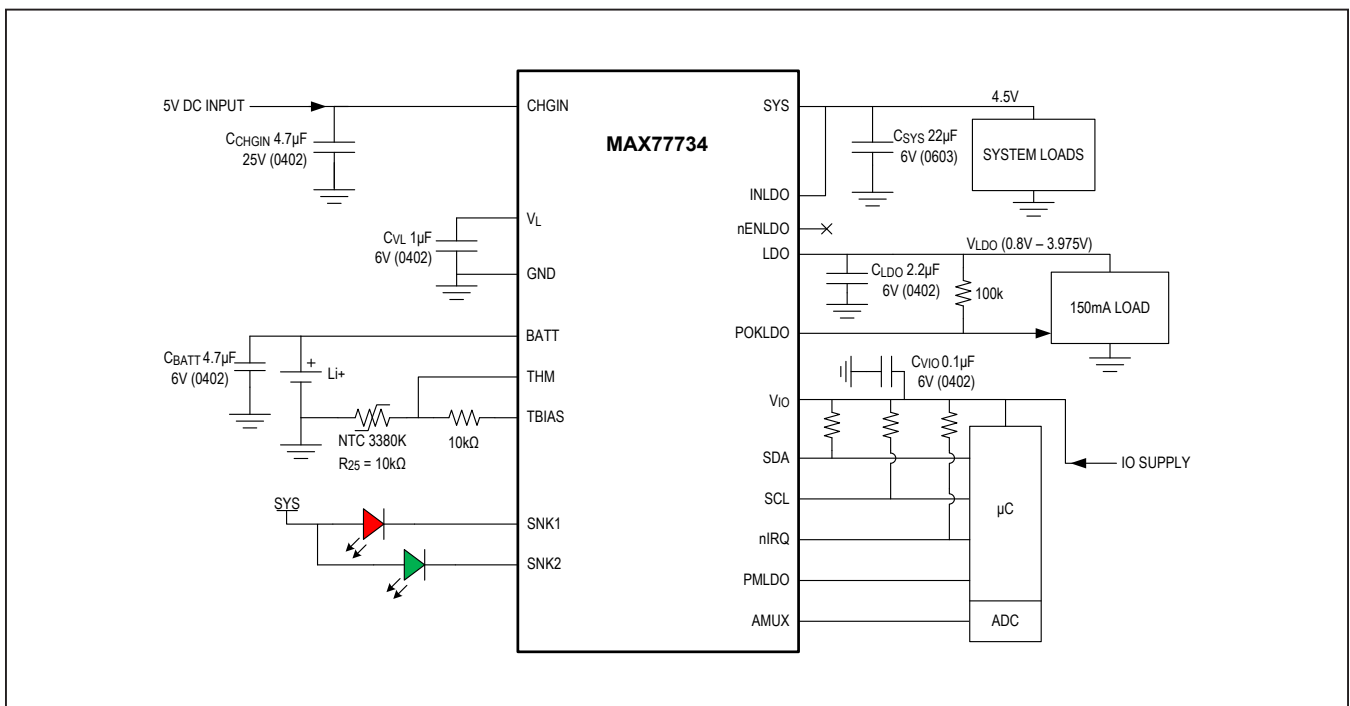 MAX77734
5V DC INPUT
CHGIN
CCHGIN 4.7µF
25V (0402)
VL
CVL 1µF
6V (0402)
GND
BATT
CBATT 4.7µF
6V (0402)
+
Li+
THM
TBIAS
NTC 3380K
R25 = 10kΩ
10kΩ
SYS
SNK1
SNK2
SYS
4.5V
CSYS 22µF
6V (0603)
SYSTEM LOADS
INLDO
nENLDO
LDO
VLDO (0.8V – 3.975V)
CLDO 2.2µF
6V (0402)
100k
150mA LOAD
POKLDO
CVIO 0.1µF
6V (0402)
VIO
SDA
IO SUPPLY
SCL
µC
nIRQ
PMLDO
AMUX
ADC